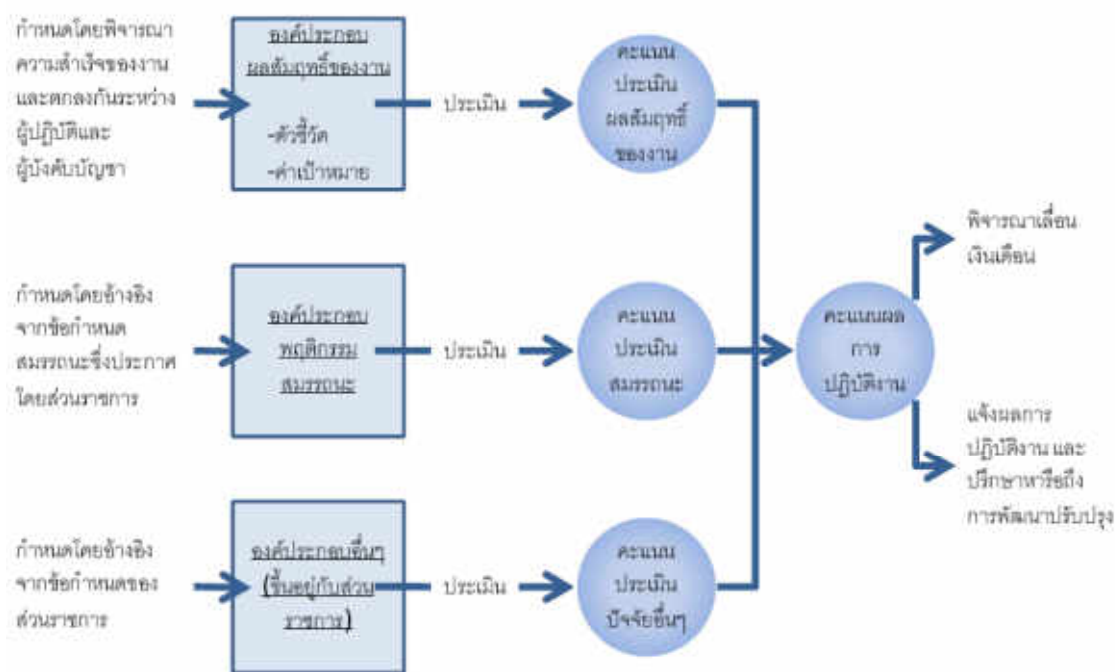 กำหนดโดยพิจารณา
ความสำเร็จของงาน
และตกลงกันระหว่าง
ผู้ปฏิบัติและ
ผู้บังคับบัญชา
องค์ประกอบ
ผลสัมฤทธิ์ของงาน
-ตัวชี้วัด
-ค่าเป้าหมาย
ประเมิน
คะแนน
ประเมิน
ผลสัมฤทธิ์
ของงาน
กำหนดโดยอ้างอิง
จากข้อกำหนด
สมรรถนะซึ่งประกาศ
โดยส่วนราชการ
องค์ประกอบ
พฤติกรรม
สมรรถนะ
ประเมิน
คะแนน
ประเมิน
สมรรถนะ
กำหนดโดยอ้างอิง
จากข้อกำหนดของ
ส่วนราชการ
องค์ประกอบอื่นๆ
(ขึ้นอยู่กับส่วน
ราชการ)
ประเมิน
คะแนน
ประเมิน
ปัจจัยอื่นๆ
คะแนนผล
การ
ปฏิบัติงาน
พิจารณาเลื่อน
เงินเดือน
แจ้งผลการ
ปฏิบัติงาน และ
ปรึกษาหารือถึง
การพัฒนาปรับปรุง